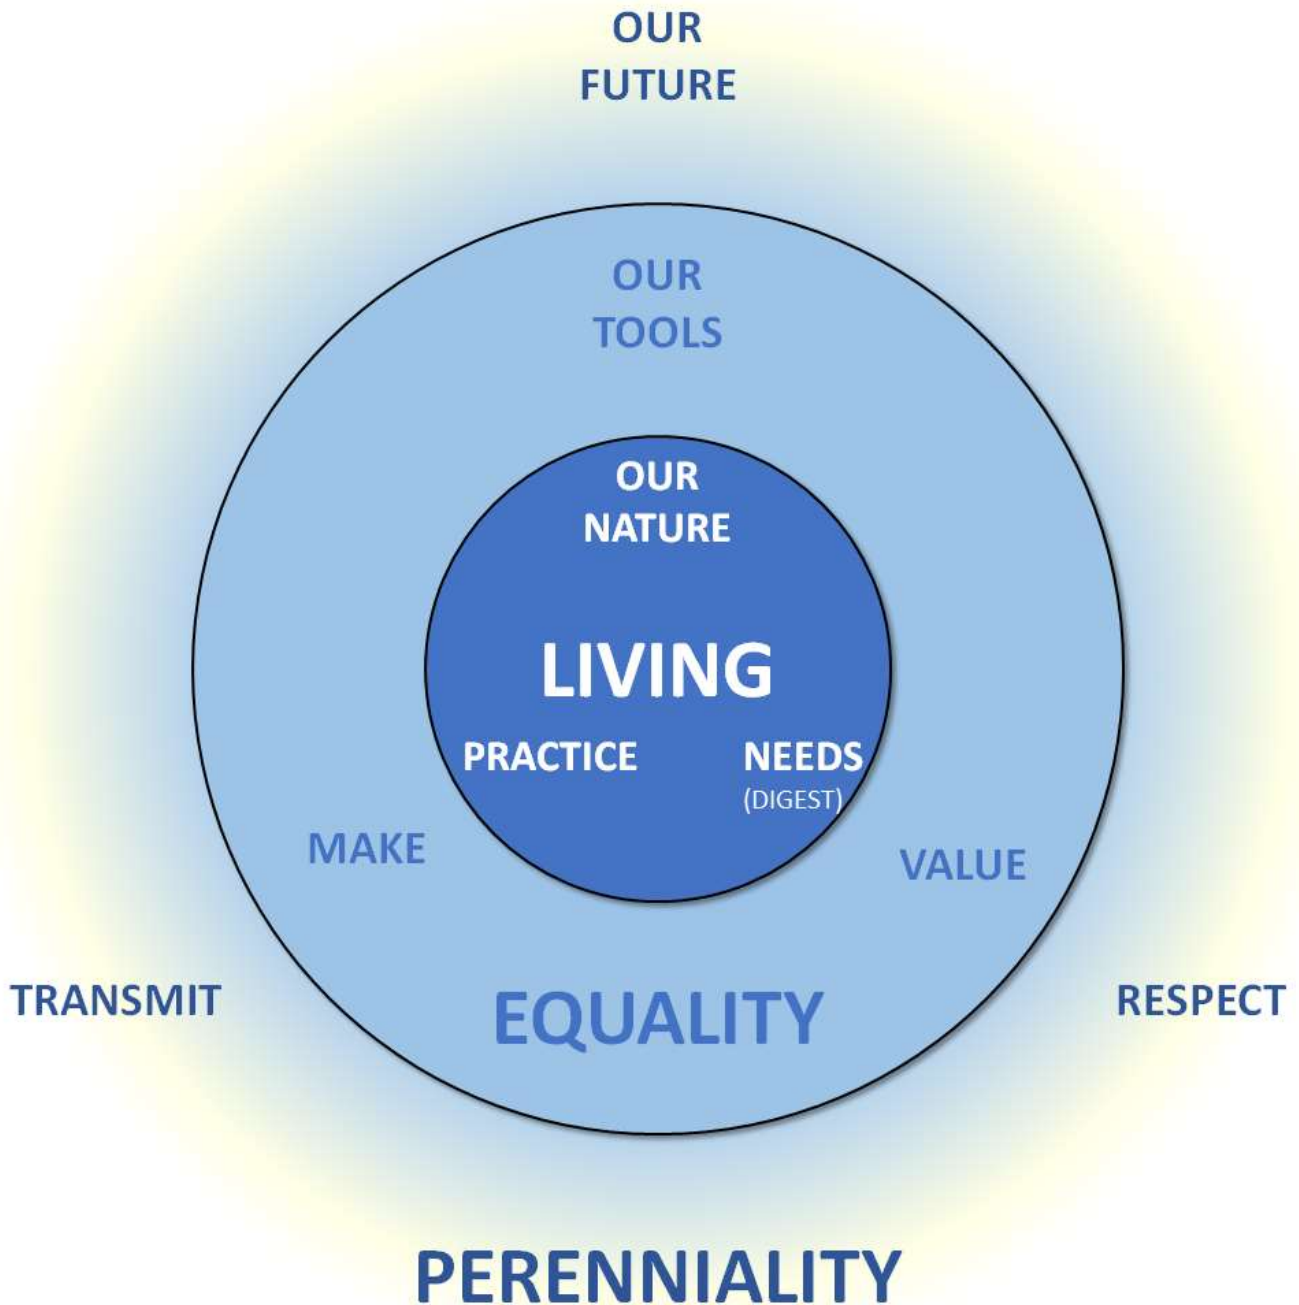 OUR
FUTURE
OUR
TOOLS
OUR
NATURE
LIVING
PRACTICE NEEDS
(DIGEST)
MAKE VALUE
TRANSMIT EQUALITY RESPECT
PERENNIALITY